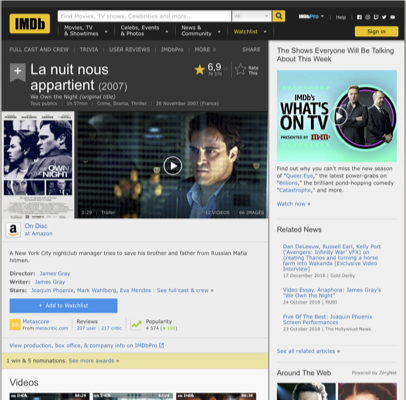 IMDb
Find Movies, TV shows, Celebrities and more...
All
IMDbPro
Help
Movies, TV & Showtimes
Celebs, Events & Photos
News & Community
Watchlist
Sign in
FULL CAST AND CREW | TRIVIA | USER REVIEWS | IMDbPro | MORE
SHARE
La nuit nous appartient (2007)
We Own the Night (original title)
Tous publics | 1h 57min | Crime, Drama, Thriller | 28 November 2007 (France)
6,9
Rate This
WE OWN
THE NIGHT
Trailer
VIDEOS
IMAGES
On Disc
at Amazon
A New York City nightclub manager tries to save his brother and father from Russian Mafia hitmen.
Director: James Gray
Writer: James Gray
Stars: Joaquin Phoenix, Mark Wahlberg, Eva Mendes | See full cast & crew »
+ Add to Watchlist
Metascore
From metacritic.com
Reviews
207 user | 217 critic
Popularity
4 574
View production, box office, & company info on IMDbPro
1 win & 5 nominations. See more awards »
Videos
The Shows Everyone Will Be Talking About This Week
IMDb's
WHAT'S
ON TV
PRESENTED BY m&m's
Find out why you can't miss the new season of "Queer Eye," the latest power-grabs on "Billions," the brilliant pond-hopping comedy "Catastrophe," and more.
Watch now »
Related News
Dan DeLeeuw, Russell Earl, Kelly Port ('Avengers: Infinity War' VFX) on creating Thanos and turning a horse farm into Wakanda [Exclusive Video Interview]
17 December 2018 | Gold Derby
Video Essay. Anaphora: James Gray's "We Own the Night"
24 October 2018 | MUBI
Five Of The Best: Joaquin Phoenix Screen Performances
23 October 2018 | The Hollywood News
See all related articles »
Around The Web
Powered by ZergNet